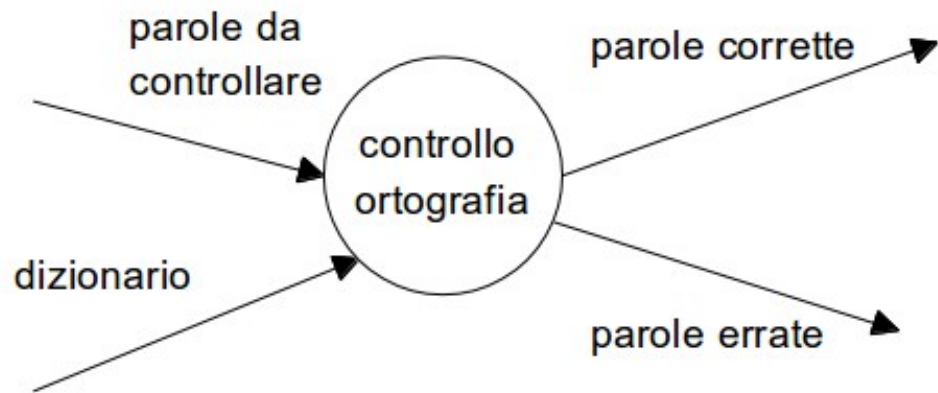 parole da
controllare
parole corrette
controllo
ortografia
dizionario
parole errate